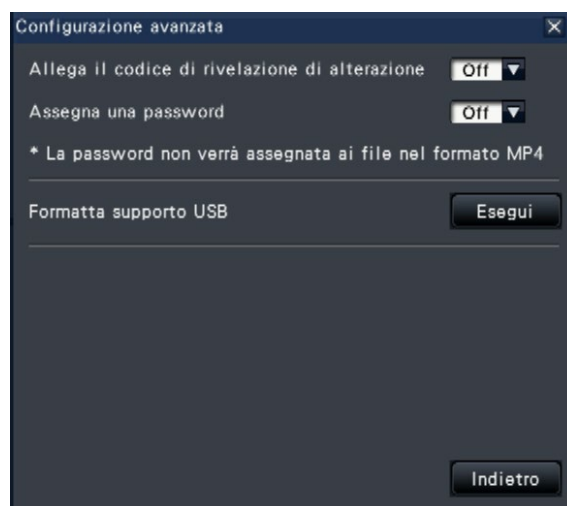 Configurazione avanzata
Allega il codice di rivelazione di alterazione Off
Assegna una password Off
* La password non verrà assegnata ai file nel formato MP4
Formatta supporto USB Esegui
Indietro